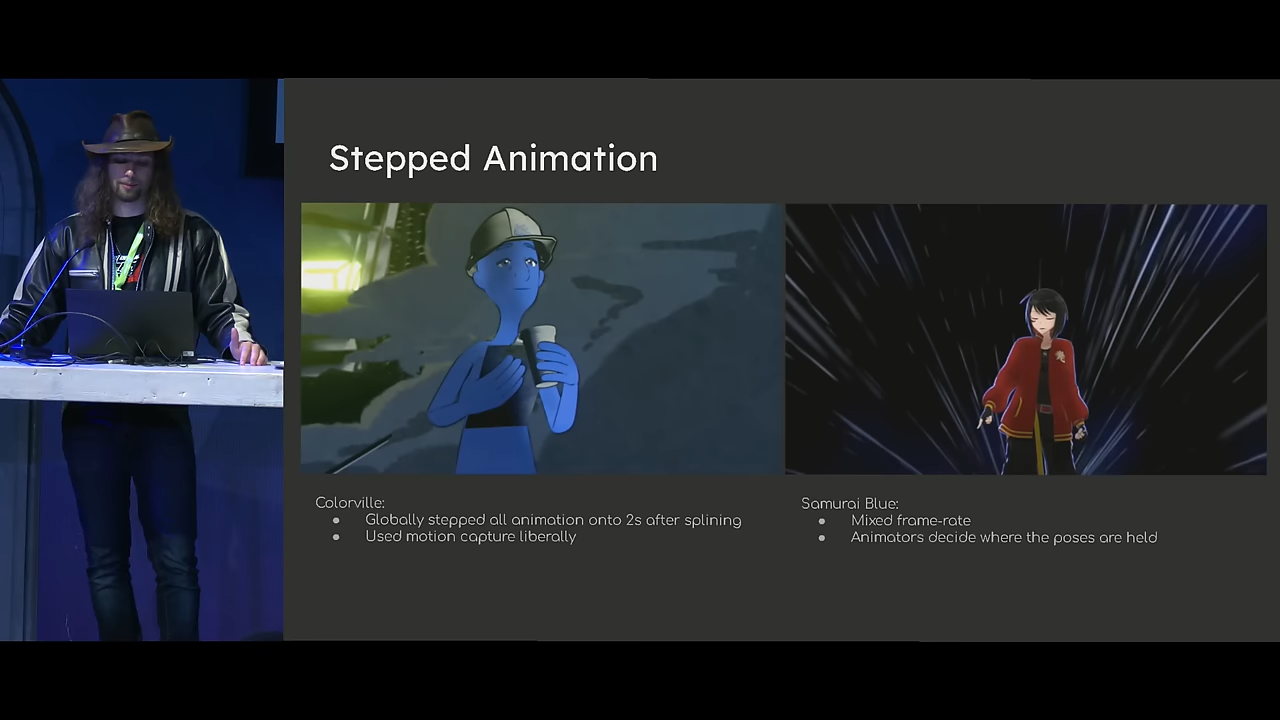 Stepped Animation
Colorville:
Globally stepped all animation onto 2s after splining
Used motion capture liberally
Samurai Blue:
Mixed frame-rate
Animators decide where the poses are held